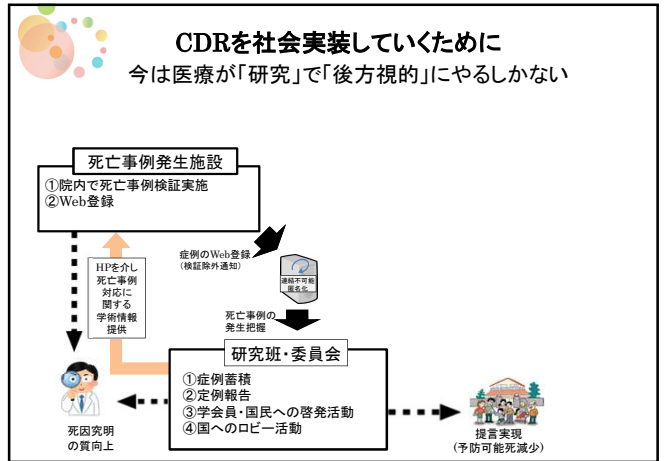 CDRを社会実装していくために
今は医療が「研究」で「後方視的」にやるしかない
死亡事例発生施設
①院内で死亡事例検証実施
②Web登録
症例のWeb登録
(検証除外通知)
連結不可能
匿名化
HPを介し
死亡事例
対応に
関する
学術情報
提供
死亡事例の
発生把握
研究班・委員会
①症例蓄積
②定例報告
③学会員・国民への啓発活動
④国へのロビー活動
死因究明
の質向上
提言実現
(予防可能死減少)